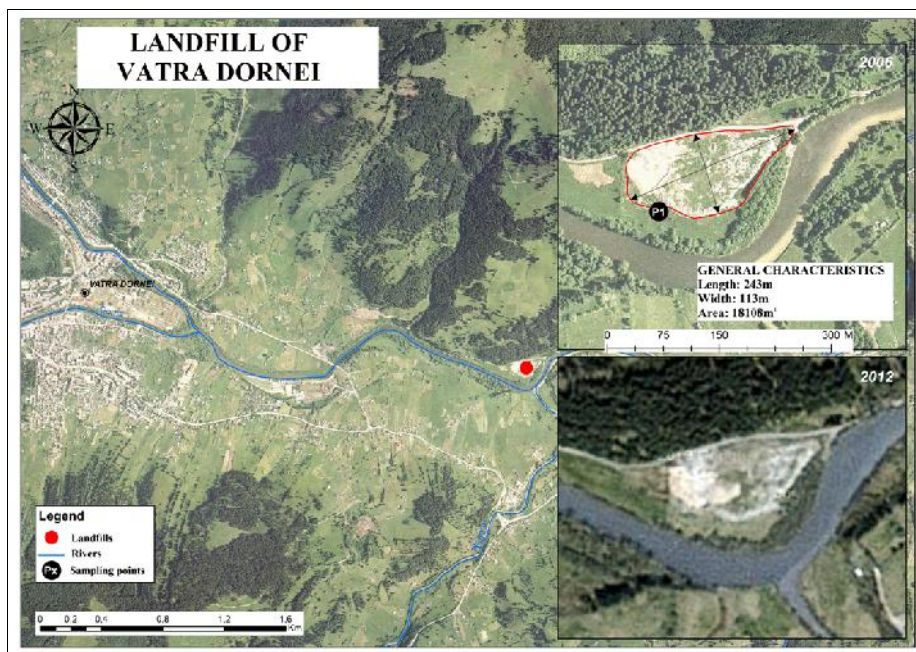 LANDFILL OF
VATRA DORNEI
N
W E
S
VATRA DORNEI
2006
P1
GENERAL CHARACTERISTICS
Length: 243m
Width: 113m
Area: 18108m²
0 75 150 300 M
2012
Legend
Landfills
Rivers
Px Sampling points
0 0.2 0.4 0.8 1.2 1.6
Km